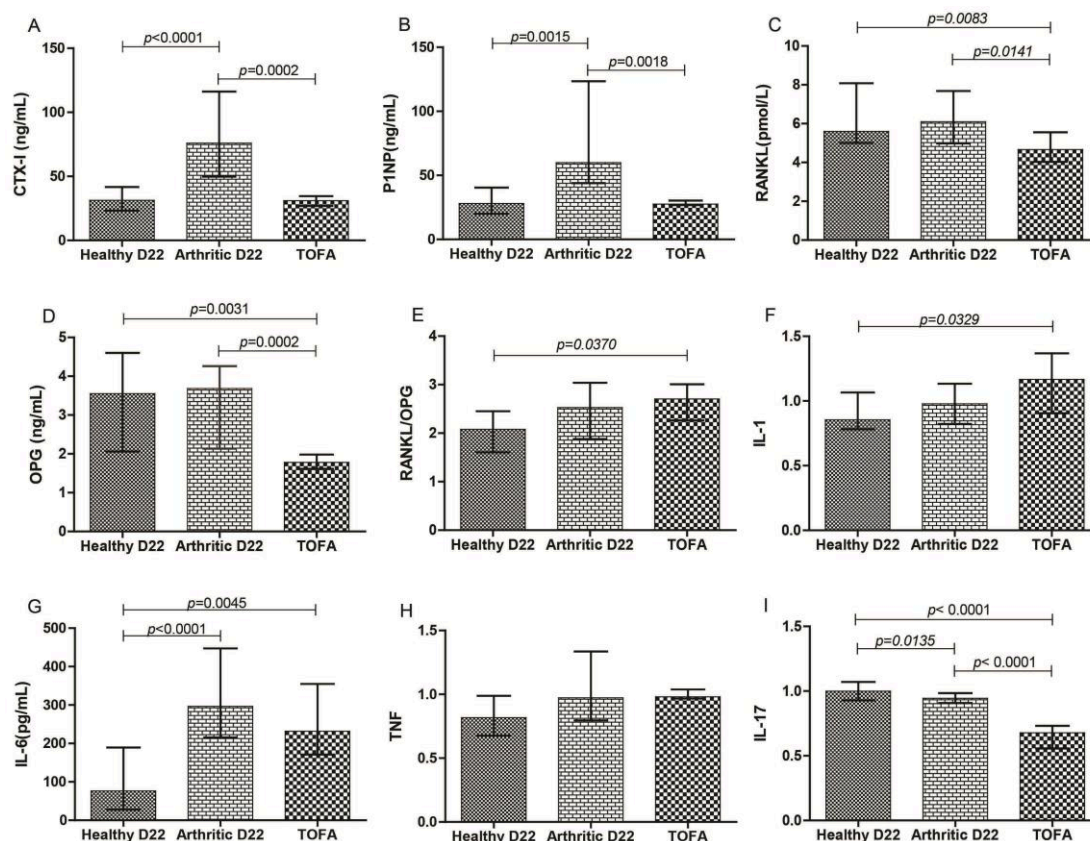 A
CTX-I (ng/mL)
150
100
50
0
p<0.0001
p=0.0002
Healthy D22 Arthritic D22 TOFA
B
P1NP(ng/mL)
150
100
50
0
p=0.0015
p=0.0018
Healthy D22 Arthritic D22 TOFA
C
RANKL(pmol/L)
10
8
6
4
2
0
p=0.0083
p=0.0141
Healthy D22 Arthritic D22 TOFA
D
OPG (ng/mL)
5
4
3
2
1
0
p=0.0031
p=0.0002
Healthy D22 Arthritic D22 TOFA
E
RANKL/OPG
4
3
2
1
0
p=0.0370
Healthy D22 Arthritic D22 TOFA
F
IL-1
1.5
1.0
0.5
0.0
p=0.0329
Healthy D22 Arthritic D22 TOFA
G
IL-6(pg/mL)
500
400
300
200
100
0
p=0.0045
p<0.0001
Healthy D22 Arthritic D22 TOFA
H
TNF
1.5
1.0
0.5
0.0
Healthy D22 Arthritic D22 TOFA
I
IL-17
1.5
1.0
0.5
0.0
p< 0.0001
p=0.0135
p< 0.0001
Healthy D22 Arthritic D22 TOFA